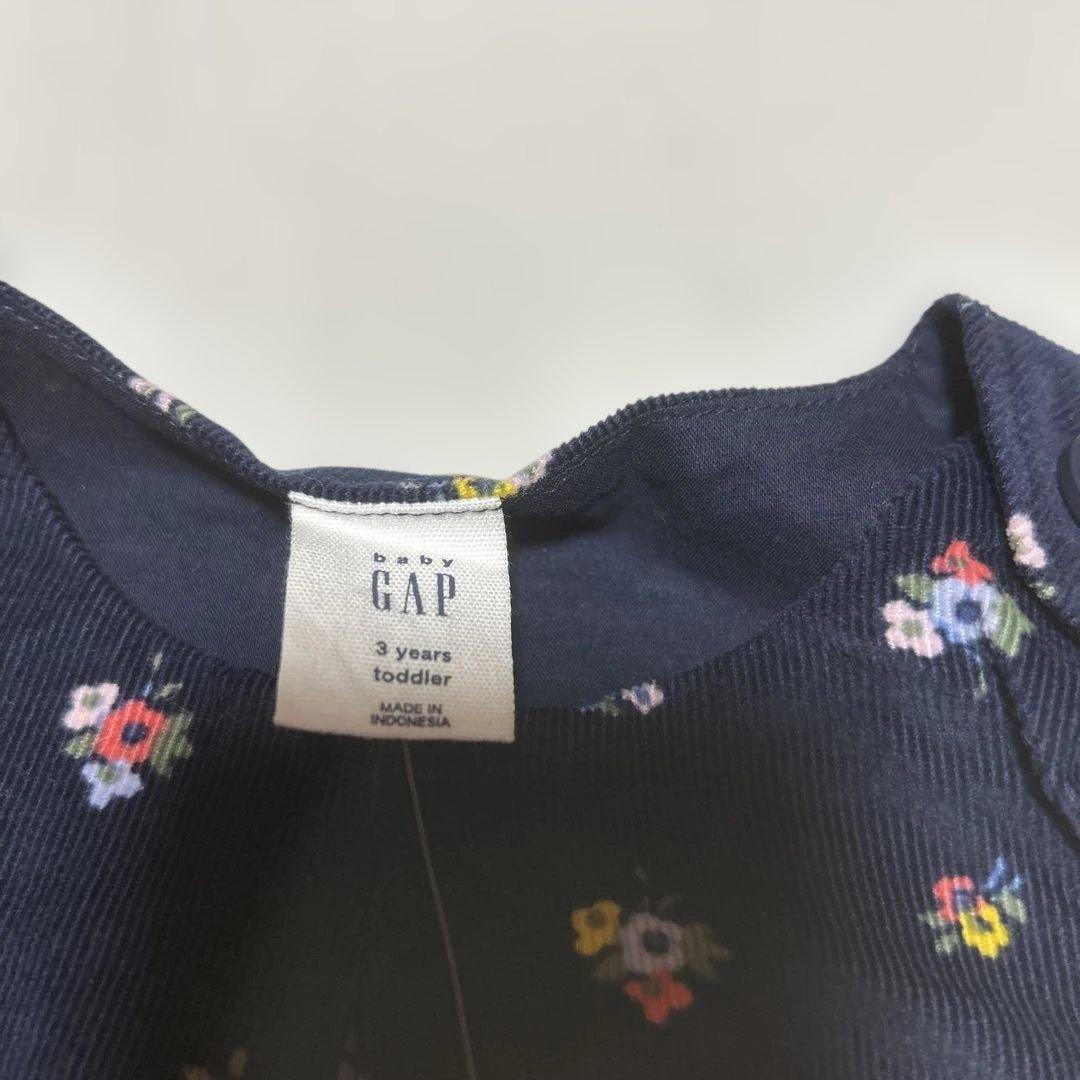 baby
GAP
3 years
toddler
MADE IN
INDONESIA